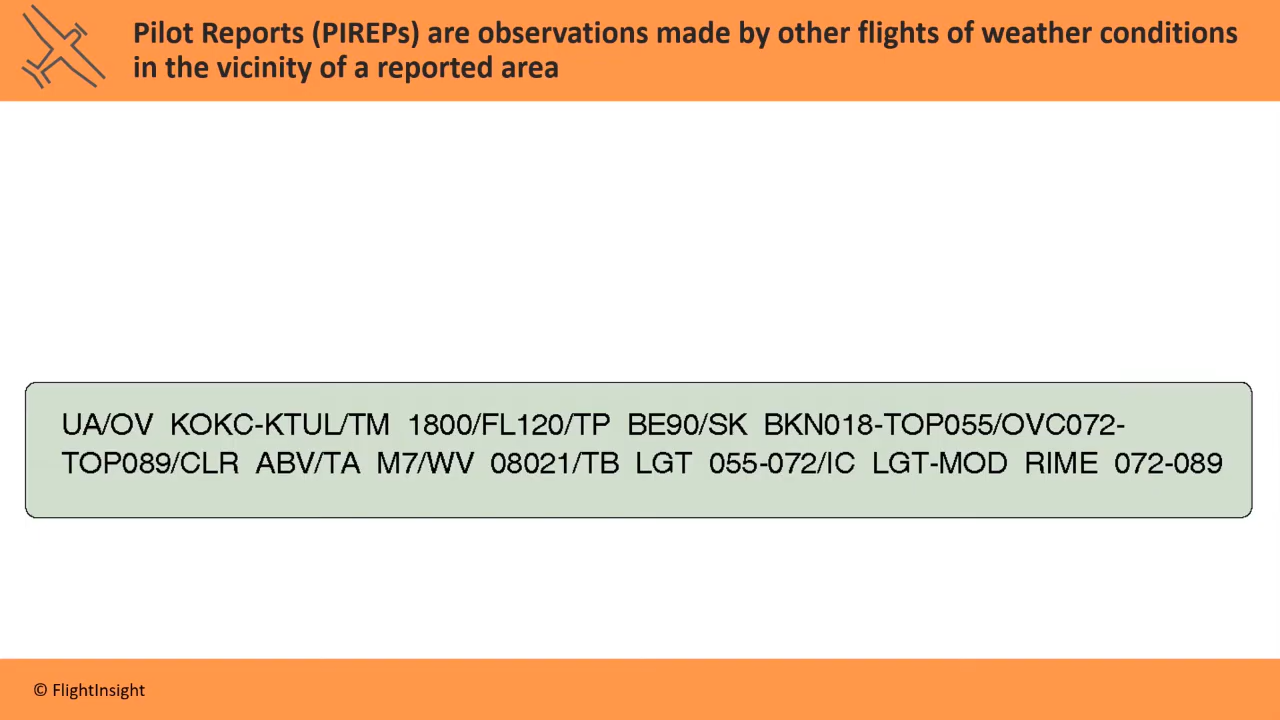 Pilot Reports (PIREPs) are observations made by other flights of weather conditions
in the vicinity of a reported area
UA/OV KOKC-KTUL/TM 1800/FL120/TP BE90/SK BKN018-TOP055/OVC072-
TOP089/CLR ABV/TA M7/WV 08021/TB LGT 055-072/IC LGT-MOD RIME 072-089
© FlightInsight